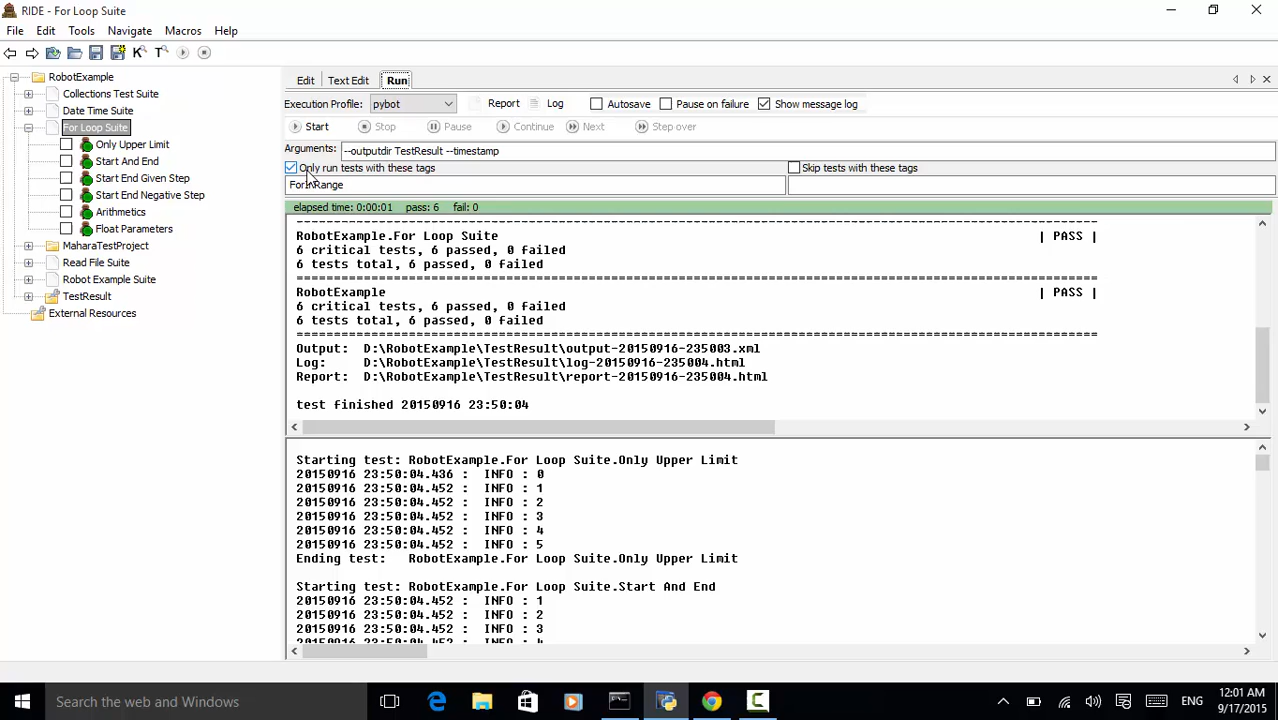 RIDE - For Loop Suite
File Edit Tools Navigate Macros Help
RobotExample
Collections Test Suite
Date Time Suite
For Loop Suite
Only Upper Limit
Start And End
Start End Given Step
Start End Negative Step
Arithmetics
Float Parameters
MaharaTestProject
Read File Suite
Robot Example Suite
TestResult
External Resources
Edit Text Edit Run
Execution Profile: pybot Report Log Autosave Pause on failure Show message log
Start Stop Pause Continue Next Step over
Arguments: --outputdir TestResult --timestamp
Only run tests with these tags Skip tests with these tags
elapsed time: 0:00:01 pass: 6 fail: 0
RobotExample.For Loop Suite | PASS |
6 critical tests, 6 passed, 0 failed
6 tests total, 6 passed, 0 failed
==============================================================================
RobotExample | PASS |
6 critical tests, 6 passed, 0 failed
6 tests total, 6 passed, 0 failed
==============================================================================
Output: D:\RobotExample\TestResult\output-20150916-235003.xml
Log: D:\RobotExample\TestResult\log-20150916-235004.html
Report: D:\RobotExample\TestResult\report-20150916-235004.html
test finished 20150916 23:50:04
Starting test: RobotExample.For Loop Suite.Only Upper Limit
20150916 23:50:04.436 : INFO : 0
20150916 23:50:04.452 : INFO : 1
20150916 23:50:04.452 : INFO : 2
20150916 23:50:04.452 : INFO : 3
20150916 23:50:04.452 : INFO : 4
20150916 23:50:04.452 : INFO : 5
Ending test: RobotExample.For Loop Suite.Only Upper Limit
Starting test: RobotExample.For Loop Suite.Start And End
20150916 23:50:04.452 : INFO : 1
20150916 23:50:04.452 : INFO : 2
20150916 23:50:04.452 : INFO : 3
20150916 23:50:04.452 : INFO : 4
Search the web and Windows
ENG
12:01 AM
9/17/2015